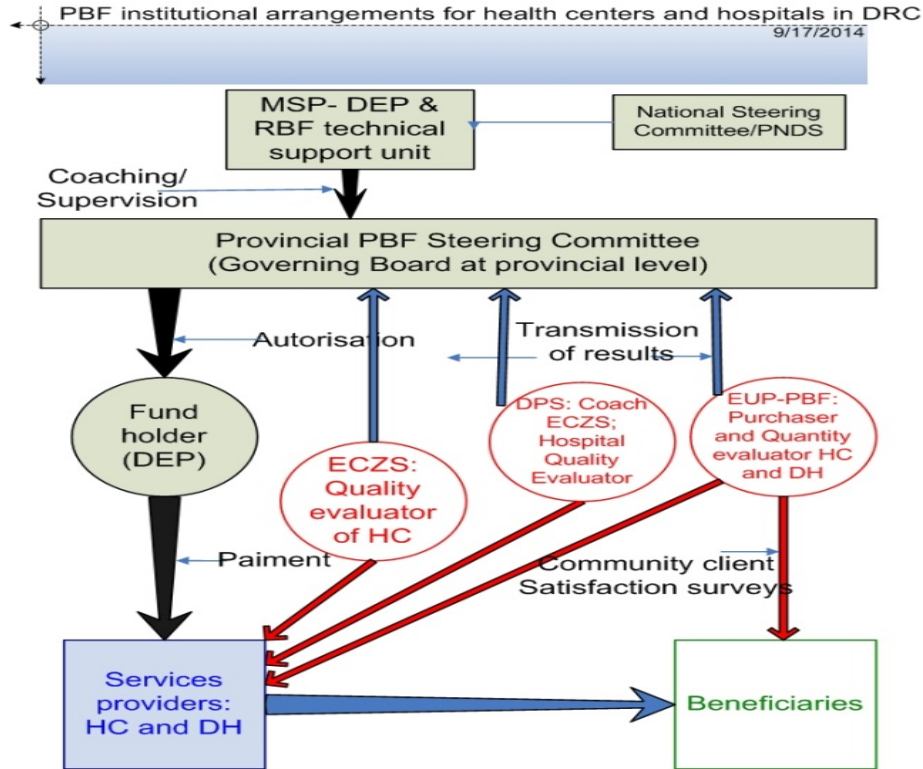 PBF institutional arrangements for health centers and hospitals in DRC
9/17/2014
MSP- DEP &
RBF technical
support unit
National Steering
Committee/PNDS
Coaching/
Supervision
Provincial PBF Steering Committee
(Governing Board at provincial level)
Autorisation
Transmission
of results
Fund
holder
(DEP)
ECZS:
Quality
evaluator
of HC
DPS: Coach
ECZS;
Hospital
Quality
Evaluator
EUP-PBF:
Purchaser
and Quantity
evaluator HC
and DH
Paiment
Community client
Satisfaction surveys
Services
providers:
HC and DH
Beneficiaries